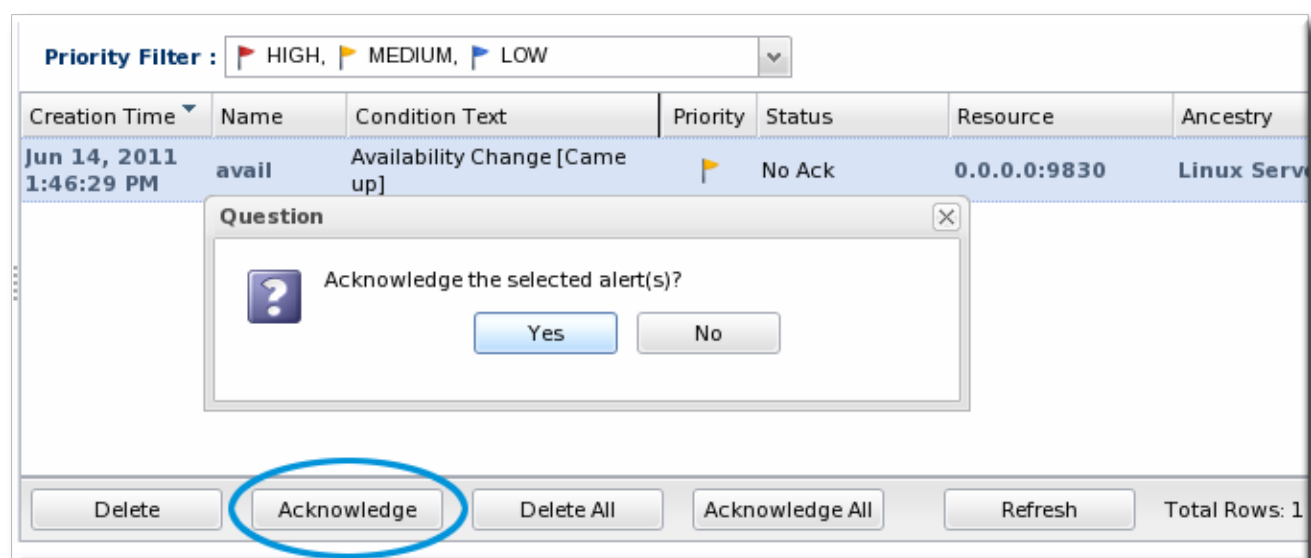 Priority Filter : HIGH, MEDIUM, LOW
Creation Time Name Condition Text Priority Status Resource Ancestry
Jun 14, 2011 1:46:29 PM avail Availability Change [Came up] No Ack 0.0.0.0:9830 Linux Serve
Question
?
Acknowledge the selected alert(s)?
Yes No
Delete Acknowledge Delete All Acknowledge All Refresh Total Rows: 1